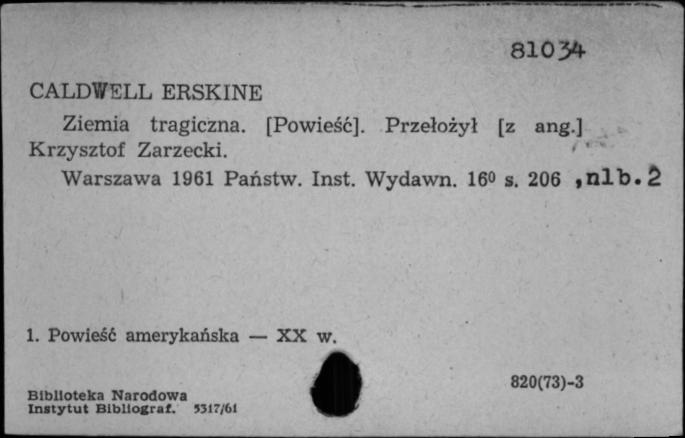 81034
CALDWELL ERSKINE
Ziemia tragiczna. [Powieść]. Przełożył [z ang.]
Krzysztof Zarzecki.
Warszawa 1961 Państw. Inst. Wydawn. 16⁰ s. 206 ,nlb.2
1. Powieść amerykańska — XX w.
820(73)-3
Biblioteka Narodowa
Instytut Bibliograf. 5317/61